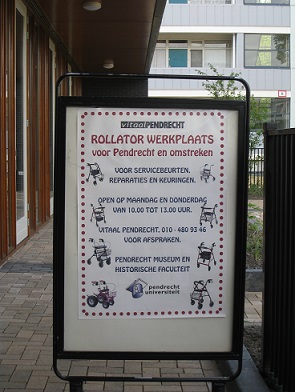 VITAALPENDRECHT
ROLLATOR WERKPLAATS
voor Pendrecht en omstreken
VOOR SERVICEBEURTEN,
REPARATIES EN KEURINGEN.
OPEN OP MAANDAG EN DONDERDAG
VAN 10.00 TOT 13.00 UUR.
VITAAL PENDRECHT, 010 - 480 93 46
VOOR AFSPRAKEN.
PENDRECHT MUSEUM EN
HISTORISCHE FACULTEIT
pendrecht
universiteit